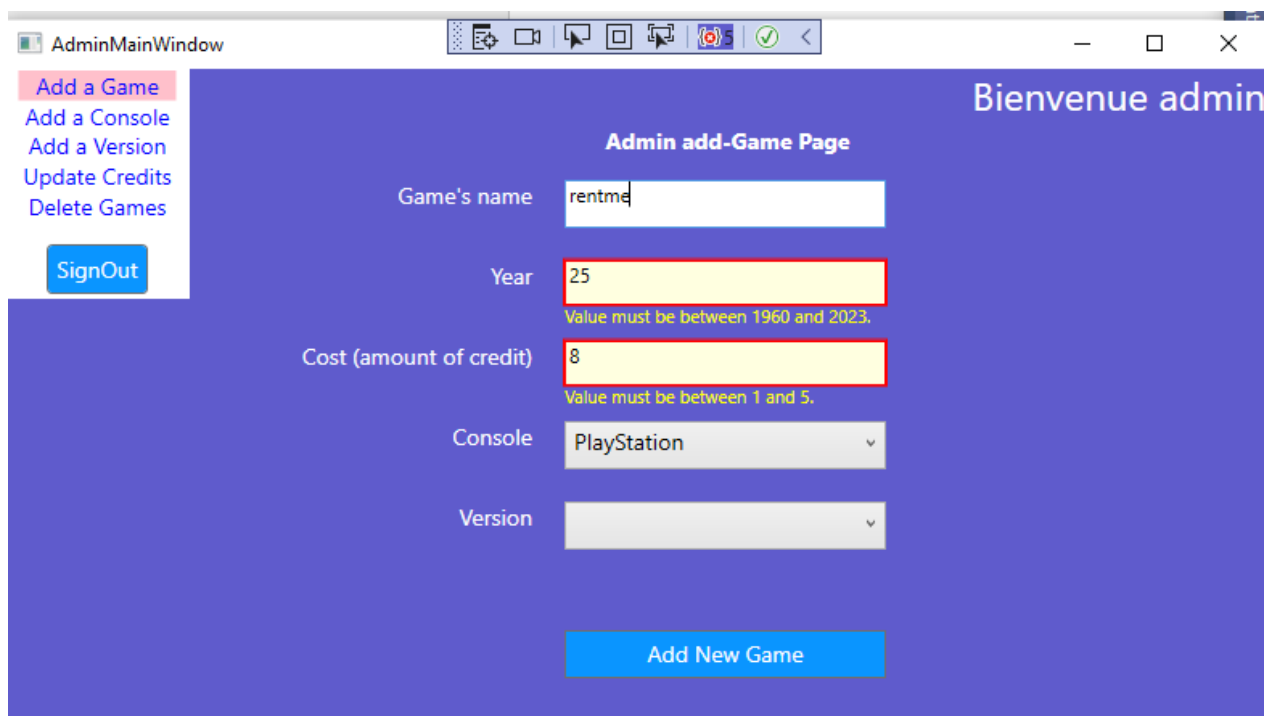 AdminMainWindow
5
Add a Game
Add a Console
Add a Version
Update Credits
Delete Games
SignOut
Bienvenue admin
Admin add-Game Page
Game's name
rentme
Year
25
Value must be between 1960 and 2023.
Cost (amount of credit)
8
Value must be between 1 and 5.
Console
PlayStation
Version
Add New Game